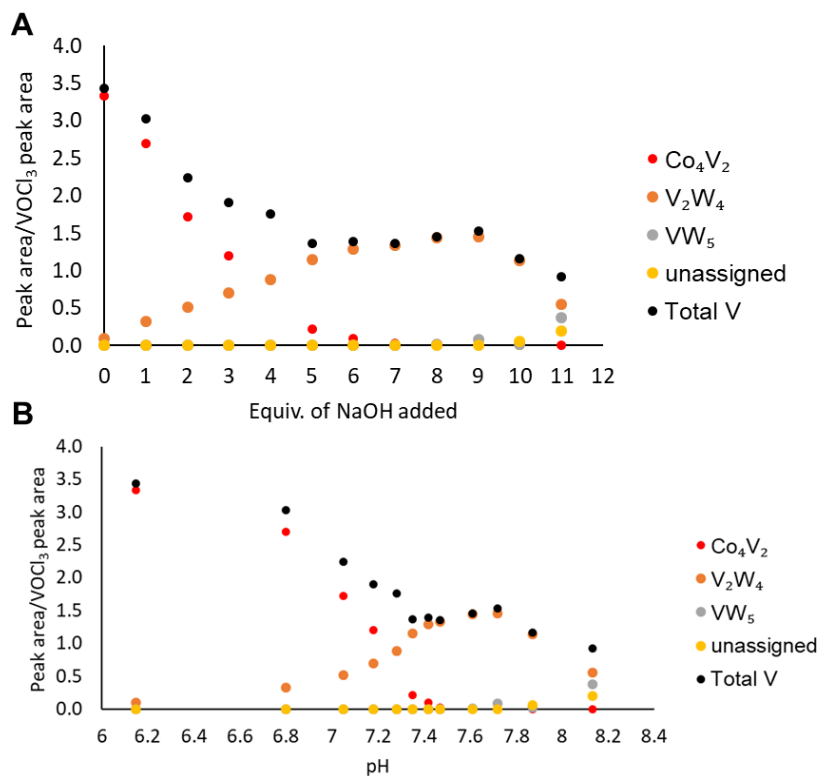 A
Peak area/VOCl₃ peak area
4.0
3.5
3.0
2.5
2.0
1.5
1.0
0.5
0.0
0 1 2 3 4 5 6 7 8 9 10 11 12
Equiv. of NaOH added
Co₄V₂
V₂W₄
VW₅
unassigned
Total V
B
Peak area/VOCl₃ peak area
4.0
3.5
3.0
2.5
2.0
1.5
1.0
0.5
0.0
6 6.2 6.4 6.6 6.8 7 7.2 7.4 7.6 7.8 8 8.2 8.4
pH
Co₄V₂
V₂W₄
VW₅
unassigned
Total V